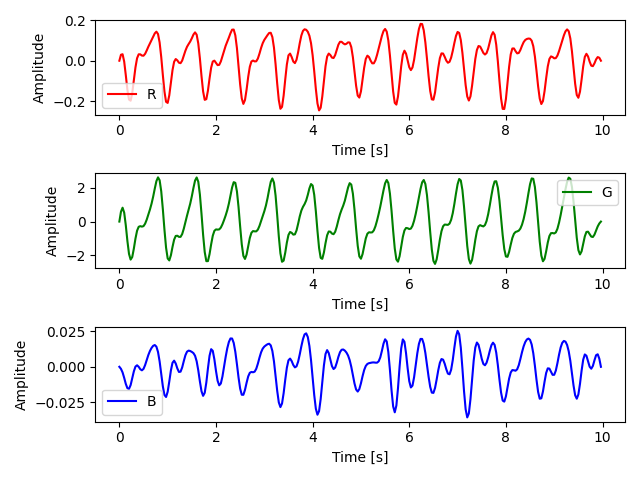 0.2
0.0
−0.2
Amplitude
R
0 2 4 6 8 10
Time [s]
2
0
−2
Amplitude
G
0 2 4 6 8 10
Time [s]
0.025
0.000
−0.025
Amplitude
B
0 2 4 6 8 10
Time [s]